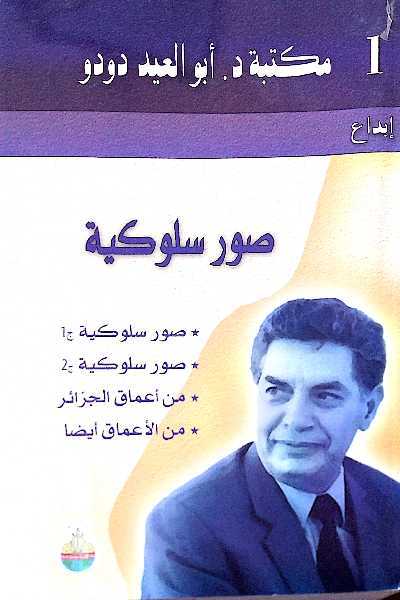 1 مكتبة د. أبو العيد دودو
إبداع
صور سلوكية
* صور سلوكية ج1
* صور سلوكية ج2
* من أعماق الجزائر
* من الأعماق أيضا